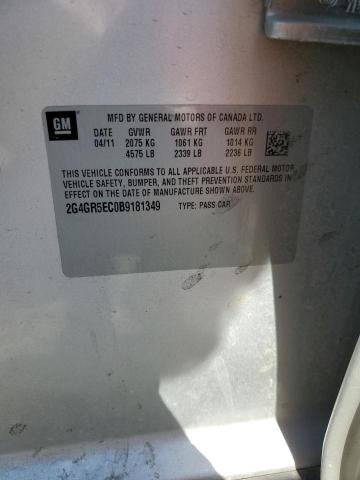 GM
MFD BY GENERAL MOTORS OF CANADA LTD.
DATE GVWR GAWR FRT GAWR RR
04/11 2075 KG 1061 KG 1014 KG
4575 LB 2339 LB 2236 LB
THIS VEHICLE CONFORMS TO ALL APPLICABLE U.S. FEDERAL MOTOR
VEHICLE SAFETY, BUMPER, AND THEFT PREVENTION STANDARDS IN
EFFECT ON THE DATE OF MANUFACTURE SHOWN ABOVE.
2G4GR5EC0B9181349 TYPE: PASS CAR